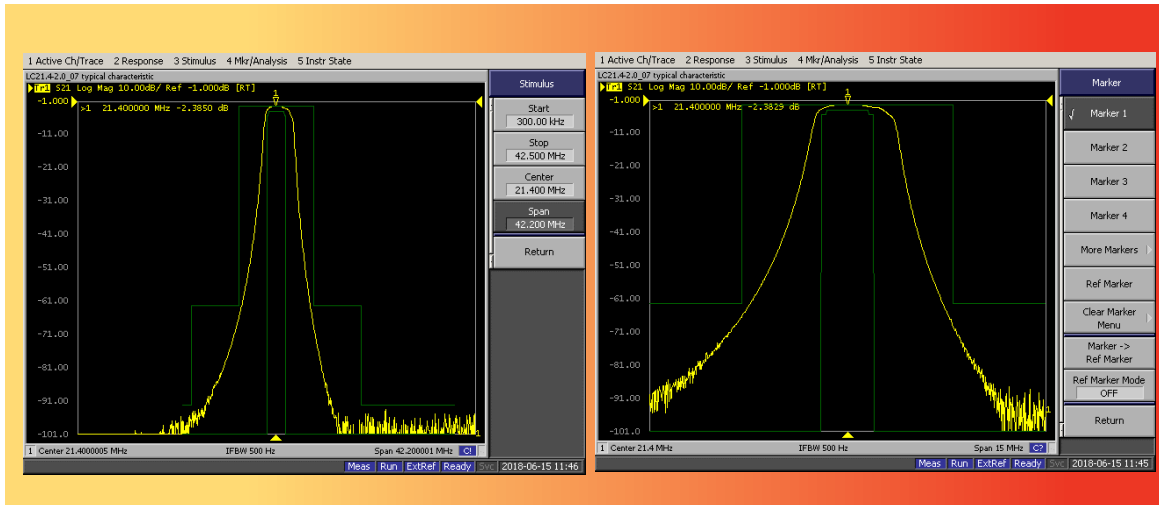 1 Active Ch/Trace 2 Response 3 Stimulus 4 Mkr/Analysis 5 Instr State
LC21.4-2.0_07 typical characteristic
Tr1 S21 Log Mag 10.00dB/ Ref -1.000dB [RT]
1
-1.000
>1 21.400000 MHz -2.3850 dB
-11.00
-21.00
-31.00
-41.00
-51.00
-61.00
-71.00
-81.00
-91.00
-101.0
1
1 Center 21.400005 MHz IFBW 500 Hz Span 42.200001 MHz C!
Meas Run ExtRef Ready Svc 2018-06-15 11:46
Stimulus
Start
300.00 kHz
Stop
42.500 MHz
Center
21.400 MHz
Span
42.200 MHz
Return
1 Active Ch/Trace 2 Response 3 Stimulus 4 Mkr/Analysis 5 Instr State
LC21.4-2.0_07 typical characteristic
Tr1 S21 Log Mag 10.00dB/ Ref -1.000dB [RT]
1
-1.000
>1 21.400000 MHz -2.3829 dB
-11.00
-21.00
-31.00
-41.00
-51.00
-61.00
-71.00
-81.00
-91.00
-101.0
1
1 Center 21.4 MHz IFBW 500 Hz Span 15 MHz C?
Meas Run ExtRef Ready Svc 2018-06-15 11:45
Marker
√ Marker 1
Marker 2
Marker 3
Marker 4
More Markers
Ref Marker
Clear Marker
Menu
Marker ->
Ref Marker
Ref Marker Mode
OFF
Return